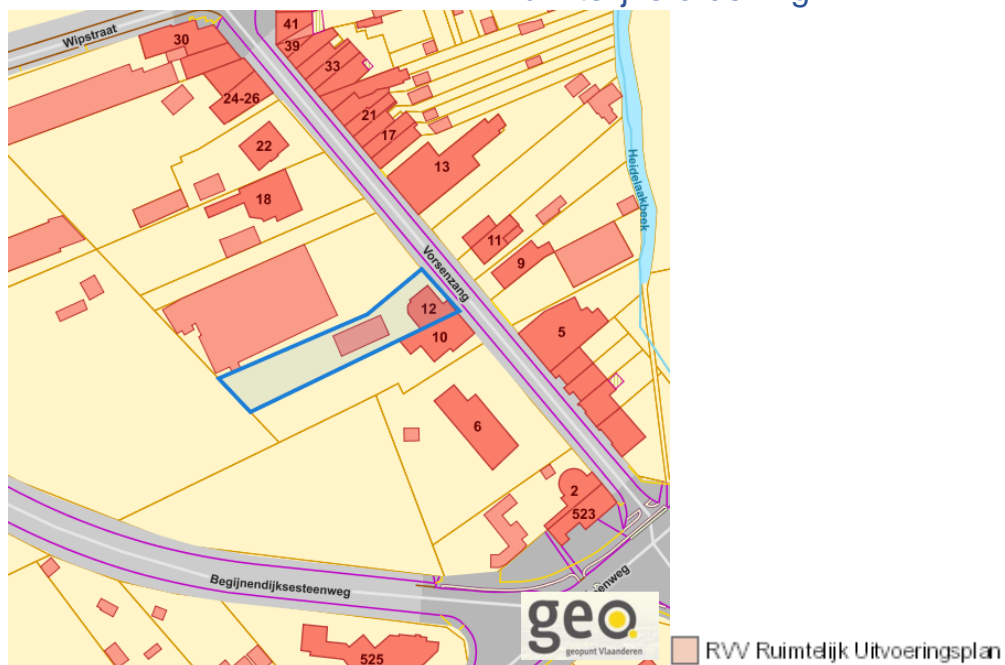 Wipstraat
30
41
39
33
24-26
21
17
22
13
18
Heidelaakbeek
11
9
Vorsenzang
12
10
5
6
2
523
Begijnendijksesteenweg
525
geo
geopunt Vlaanderen
RVV Ruimtelijk Uitvoeringsplan